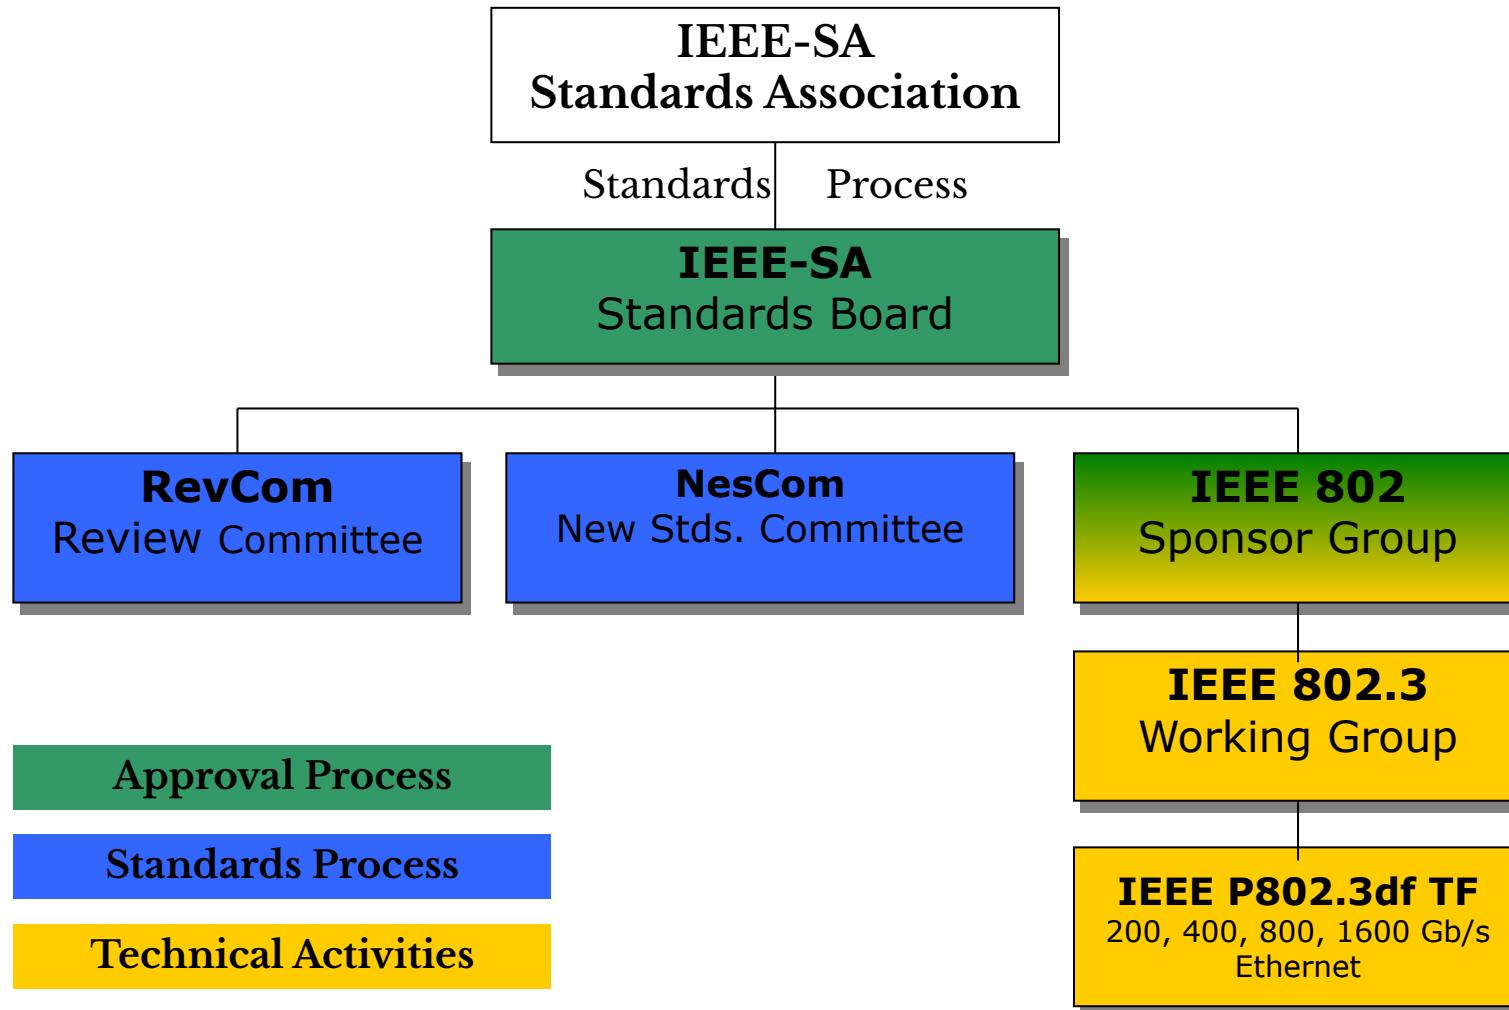 IEEE-SA
Standards Association
Standards Process
IEEE-SA
Standards Board
RevCom
Review Committee
NesCom
New Stds. Committee
IEEE 802
Sponsor Group
IEEE 802.3
Working Group
Approval Process
Standards Process
Technical Activities
IEEE P802.3df TF
200, 400, 800, 1600 Gb/s
Ethernet